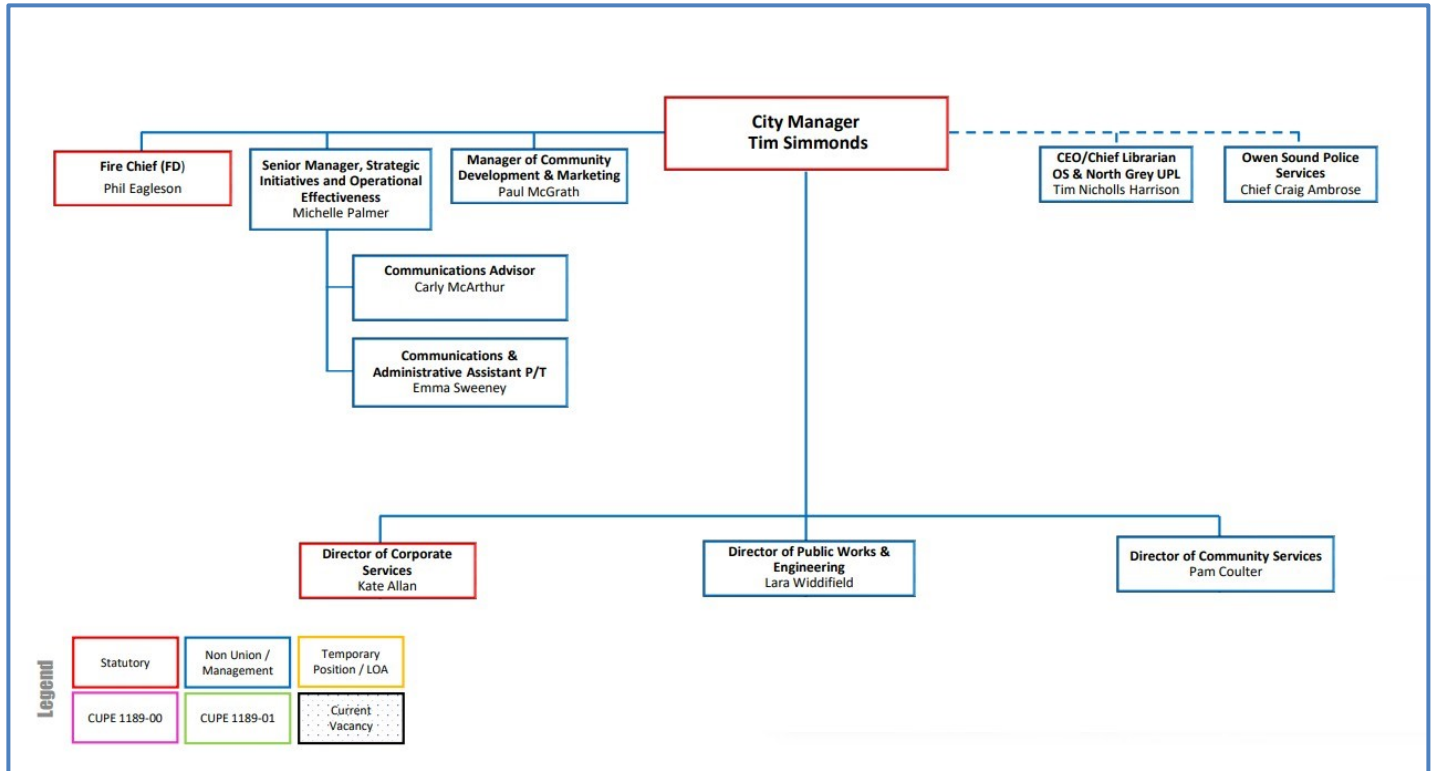 City Manager
Tim Simmonds
Fire Chief (FD)
Phil Eagleson
Senior Manager, Strategic
Initiatives and Operational
Effectiveness
Michelle Palmer
Manager of Community
Development & Marketing
Paul McGrath
CEO/Chief Librarian
OS & North Grey UPL
Tim Nicholls Harrison
Owen Sound Police
Services
Chief Craig Ambrose
Communications Advisor
Carly McArthur
Communications &
Administrative Assistant P/T
Emma Sweeney
Director of Corporate
Services
Kate Allan
Director of Public Works &
Engineering
Lara Widdifield
Director of Community Services
Pam Coulter
Legend
Statutory
Non Union /
Management
Temporary
Position / LOA
CUPE 1189-00
CUPE 1189-01
Current
Vacancy